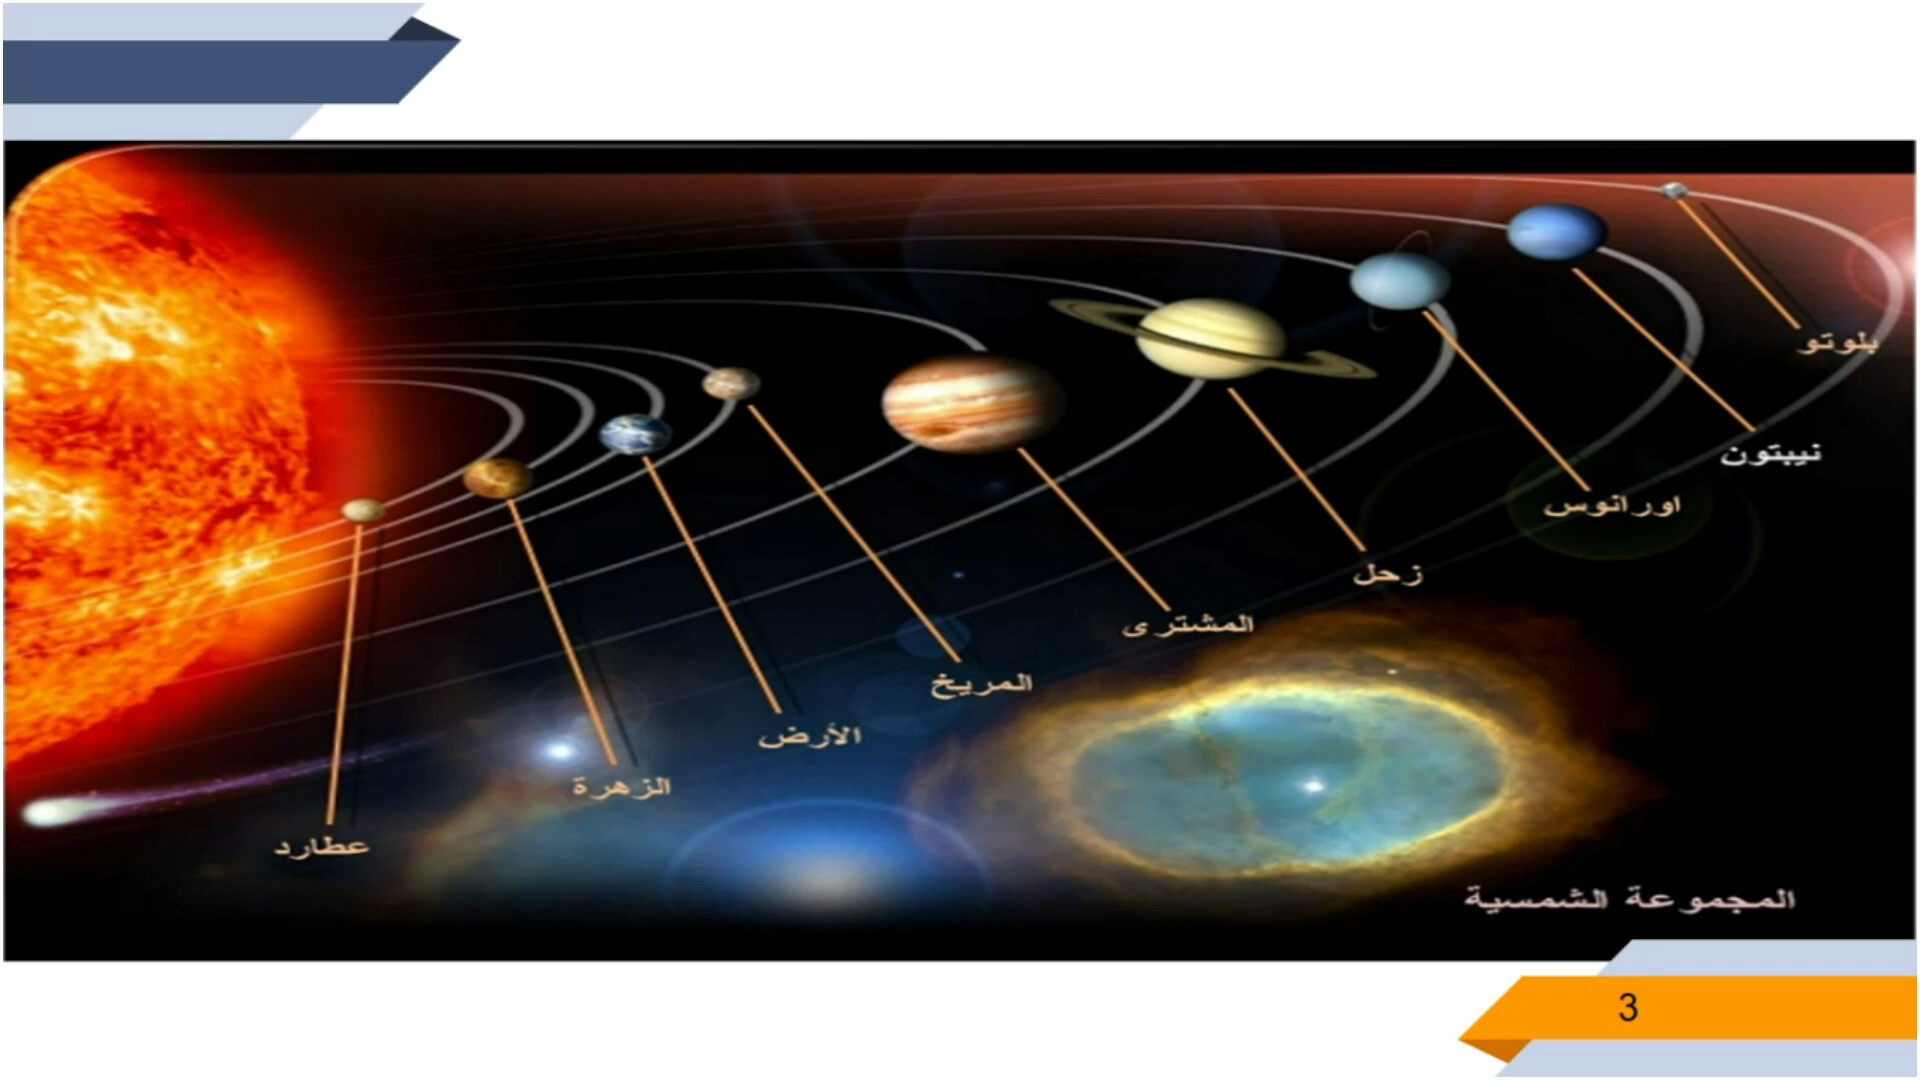 بلوتو
نيبتون
اورانوس
زحل
المشترى
المريخ
الأرض
الزهرة
عطارد
المجموعة الشمسية
3